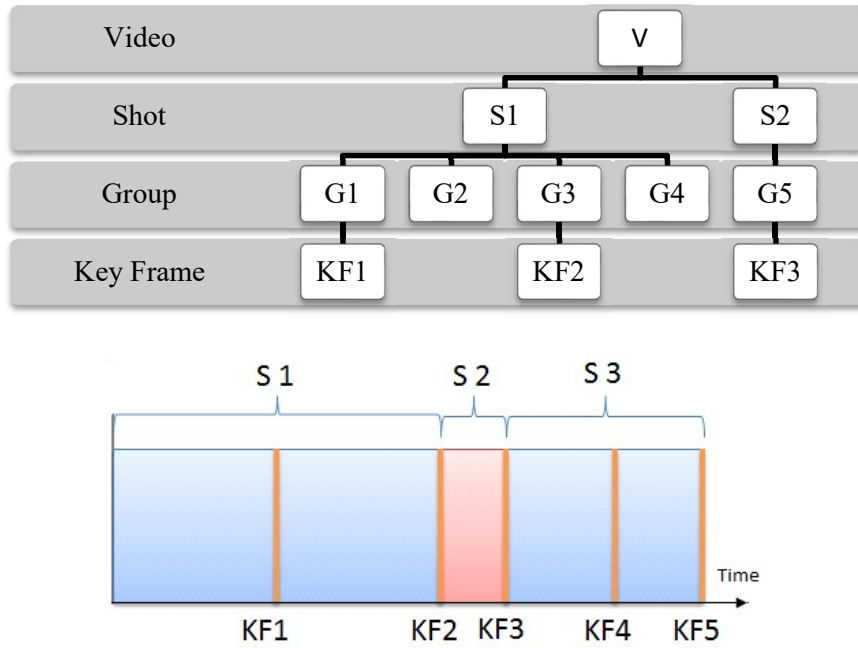 Video V
Shot S1 S2
Group G1 G2 G3 G4 G5
Key Frame KF1 KF2 KF3
S 1 S 2 S 3
Time
KF1 KF2 KF3 KF4 KF5